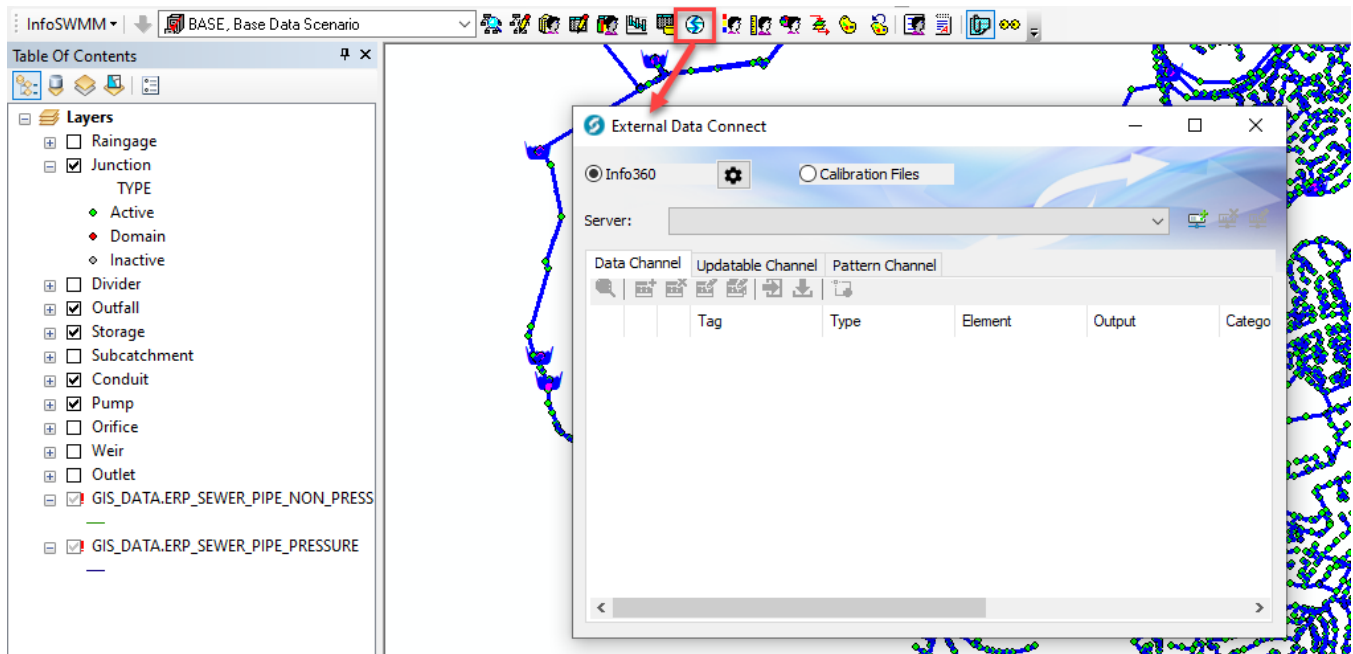 InfoSWMM
BASE, Base Data Scenario
Table Of Contents
Layers
Raingage
Junction
TYPE
Active
Domain
Inactive
Divider
Outfall
Storage
Subcatchment
Conduit
Pump
Orifice
Weir
Outlet
GIS_DATA.ERP_SEWER_PIPE_NON_PRESS
GIS_DATA.ERP_SEWER_PIPE_PRESSURE
External Data Connect
Info360 Calibration Files
Server:
Data Channel Updatable Channel Pattern Channel
Tag Type Element Output Catego